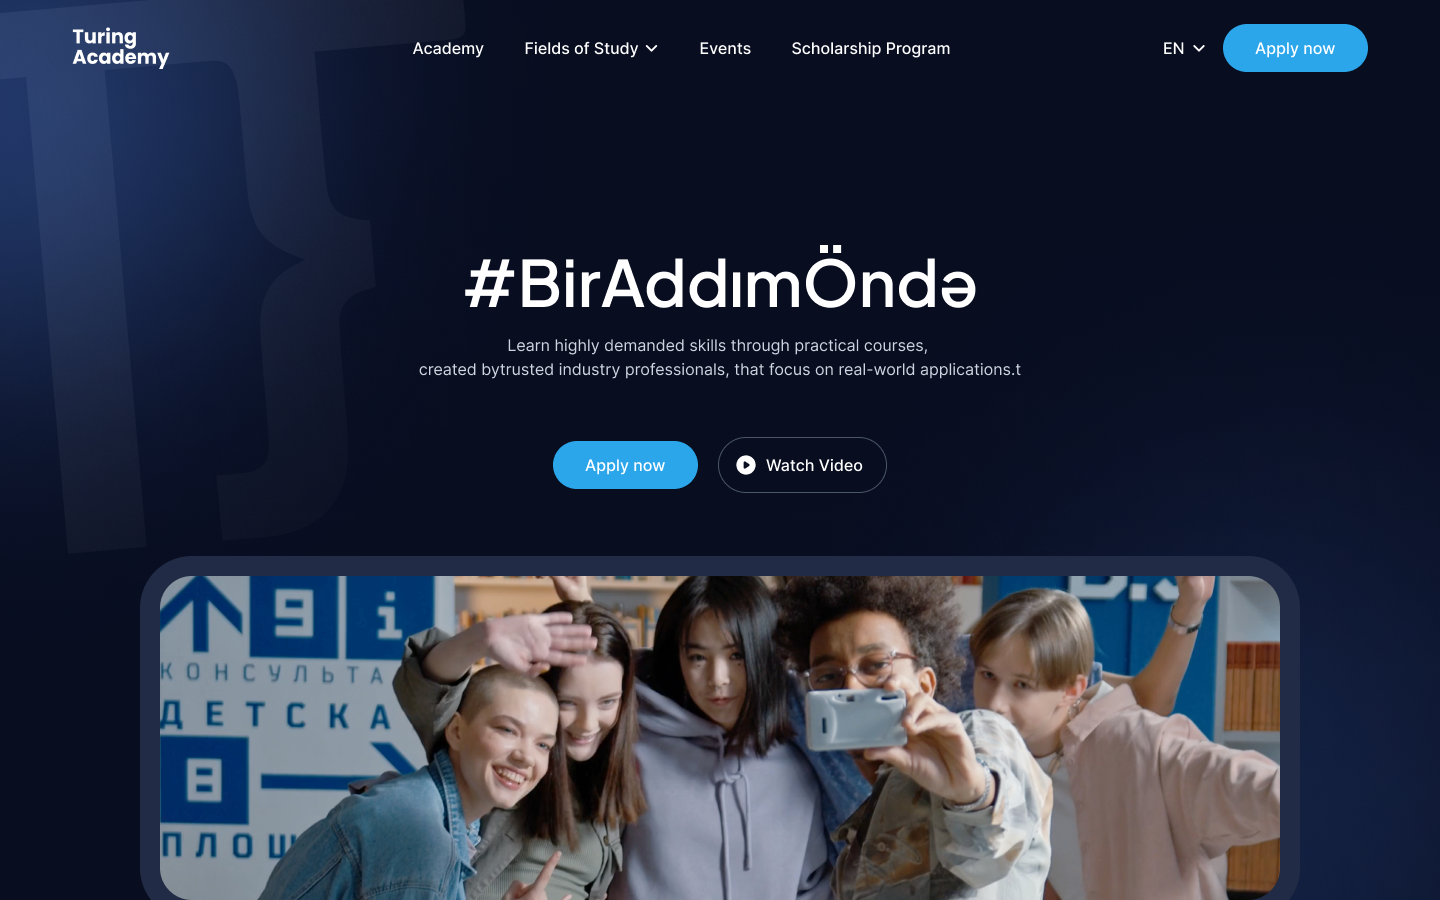 Turing
Academy
Academy
Fields of Study
Events
Scholarship Program
EN
Apply now
#BirAddımÖndə
Learn highly demanded skills through practical courses,
created bytrusted industry professionals, that focus on real-world applications.t
Apply now
Watch Video
9 i
КОНСУЛЬТА
ДЕТСКА
8
ПЛОЩ